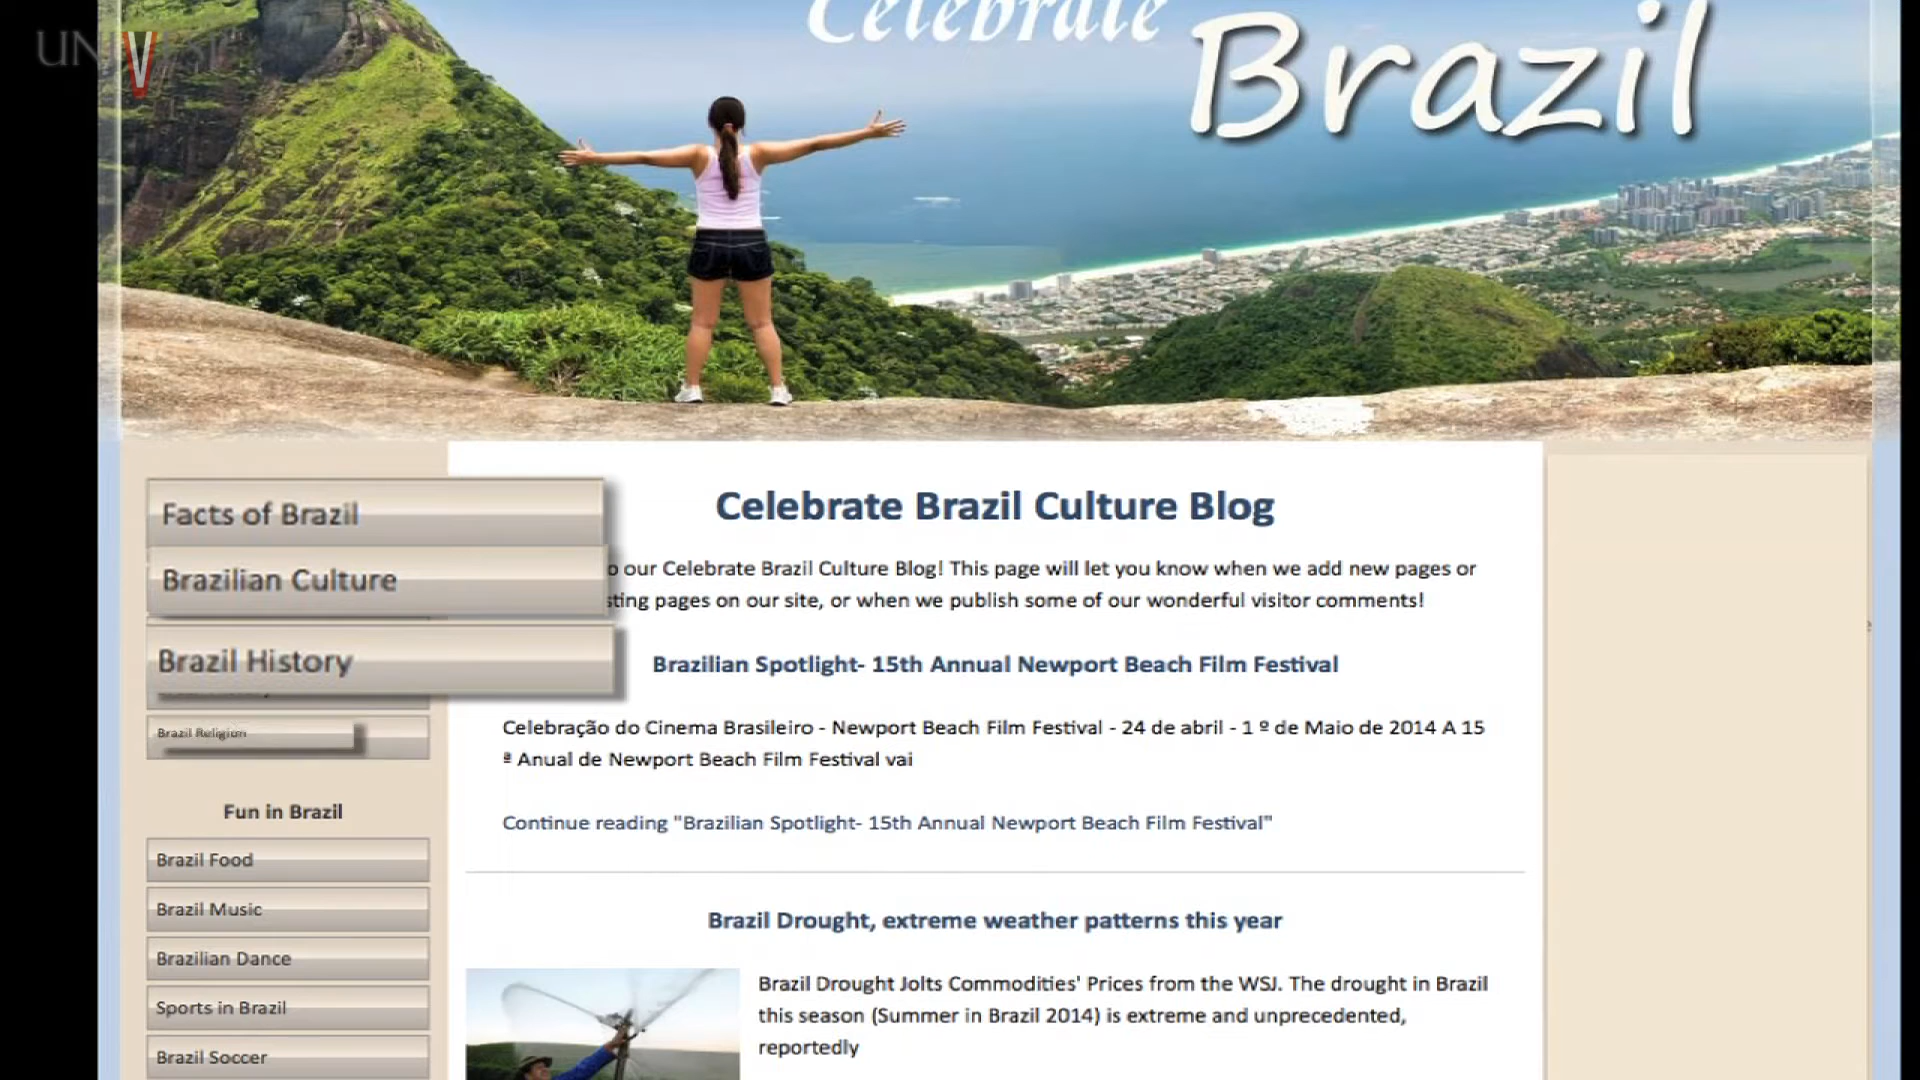 Celebrate
Brazil
Facts of Brazil
Brazilian Culture
Brazil History
Brazil Religion
Fun in Brazil
Brazil Food
Brazil Music
Brazilian Dance
Sports in Brazil
Brazil Soccer
Celebrate Brazil Culture Blog
our Celebrate Brazil Culture Blog! This page will let you know when we add new pages or
pages on our site, or when we publish some of our wonderful visitor comments!
Brazilian Spotlight- 15th Annual Newport Beach Film Festival
Celebração do Cinema Brasileiro - Newport Beach Film Festival - 24 de abril - 1 º de Maio de 2014 A 15
ª Anual de Newport Beach Film Festival vai
Continue reading "Brazilian Spotlight- 15th Annual Newport Beach Film Festival"
Brazil Drought, extreme weather patterns this year
Brazil Drought Jolts Commodities' Prices from the WSJ. The drought in Brazil
this season (Summer in Brazil 2014) is extreme and unprecedented,
reportedly